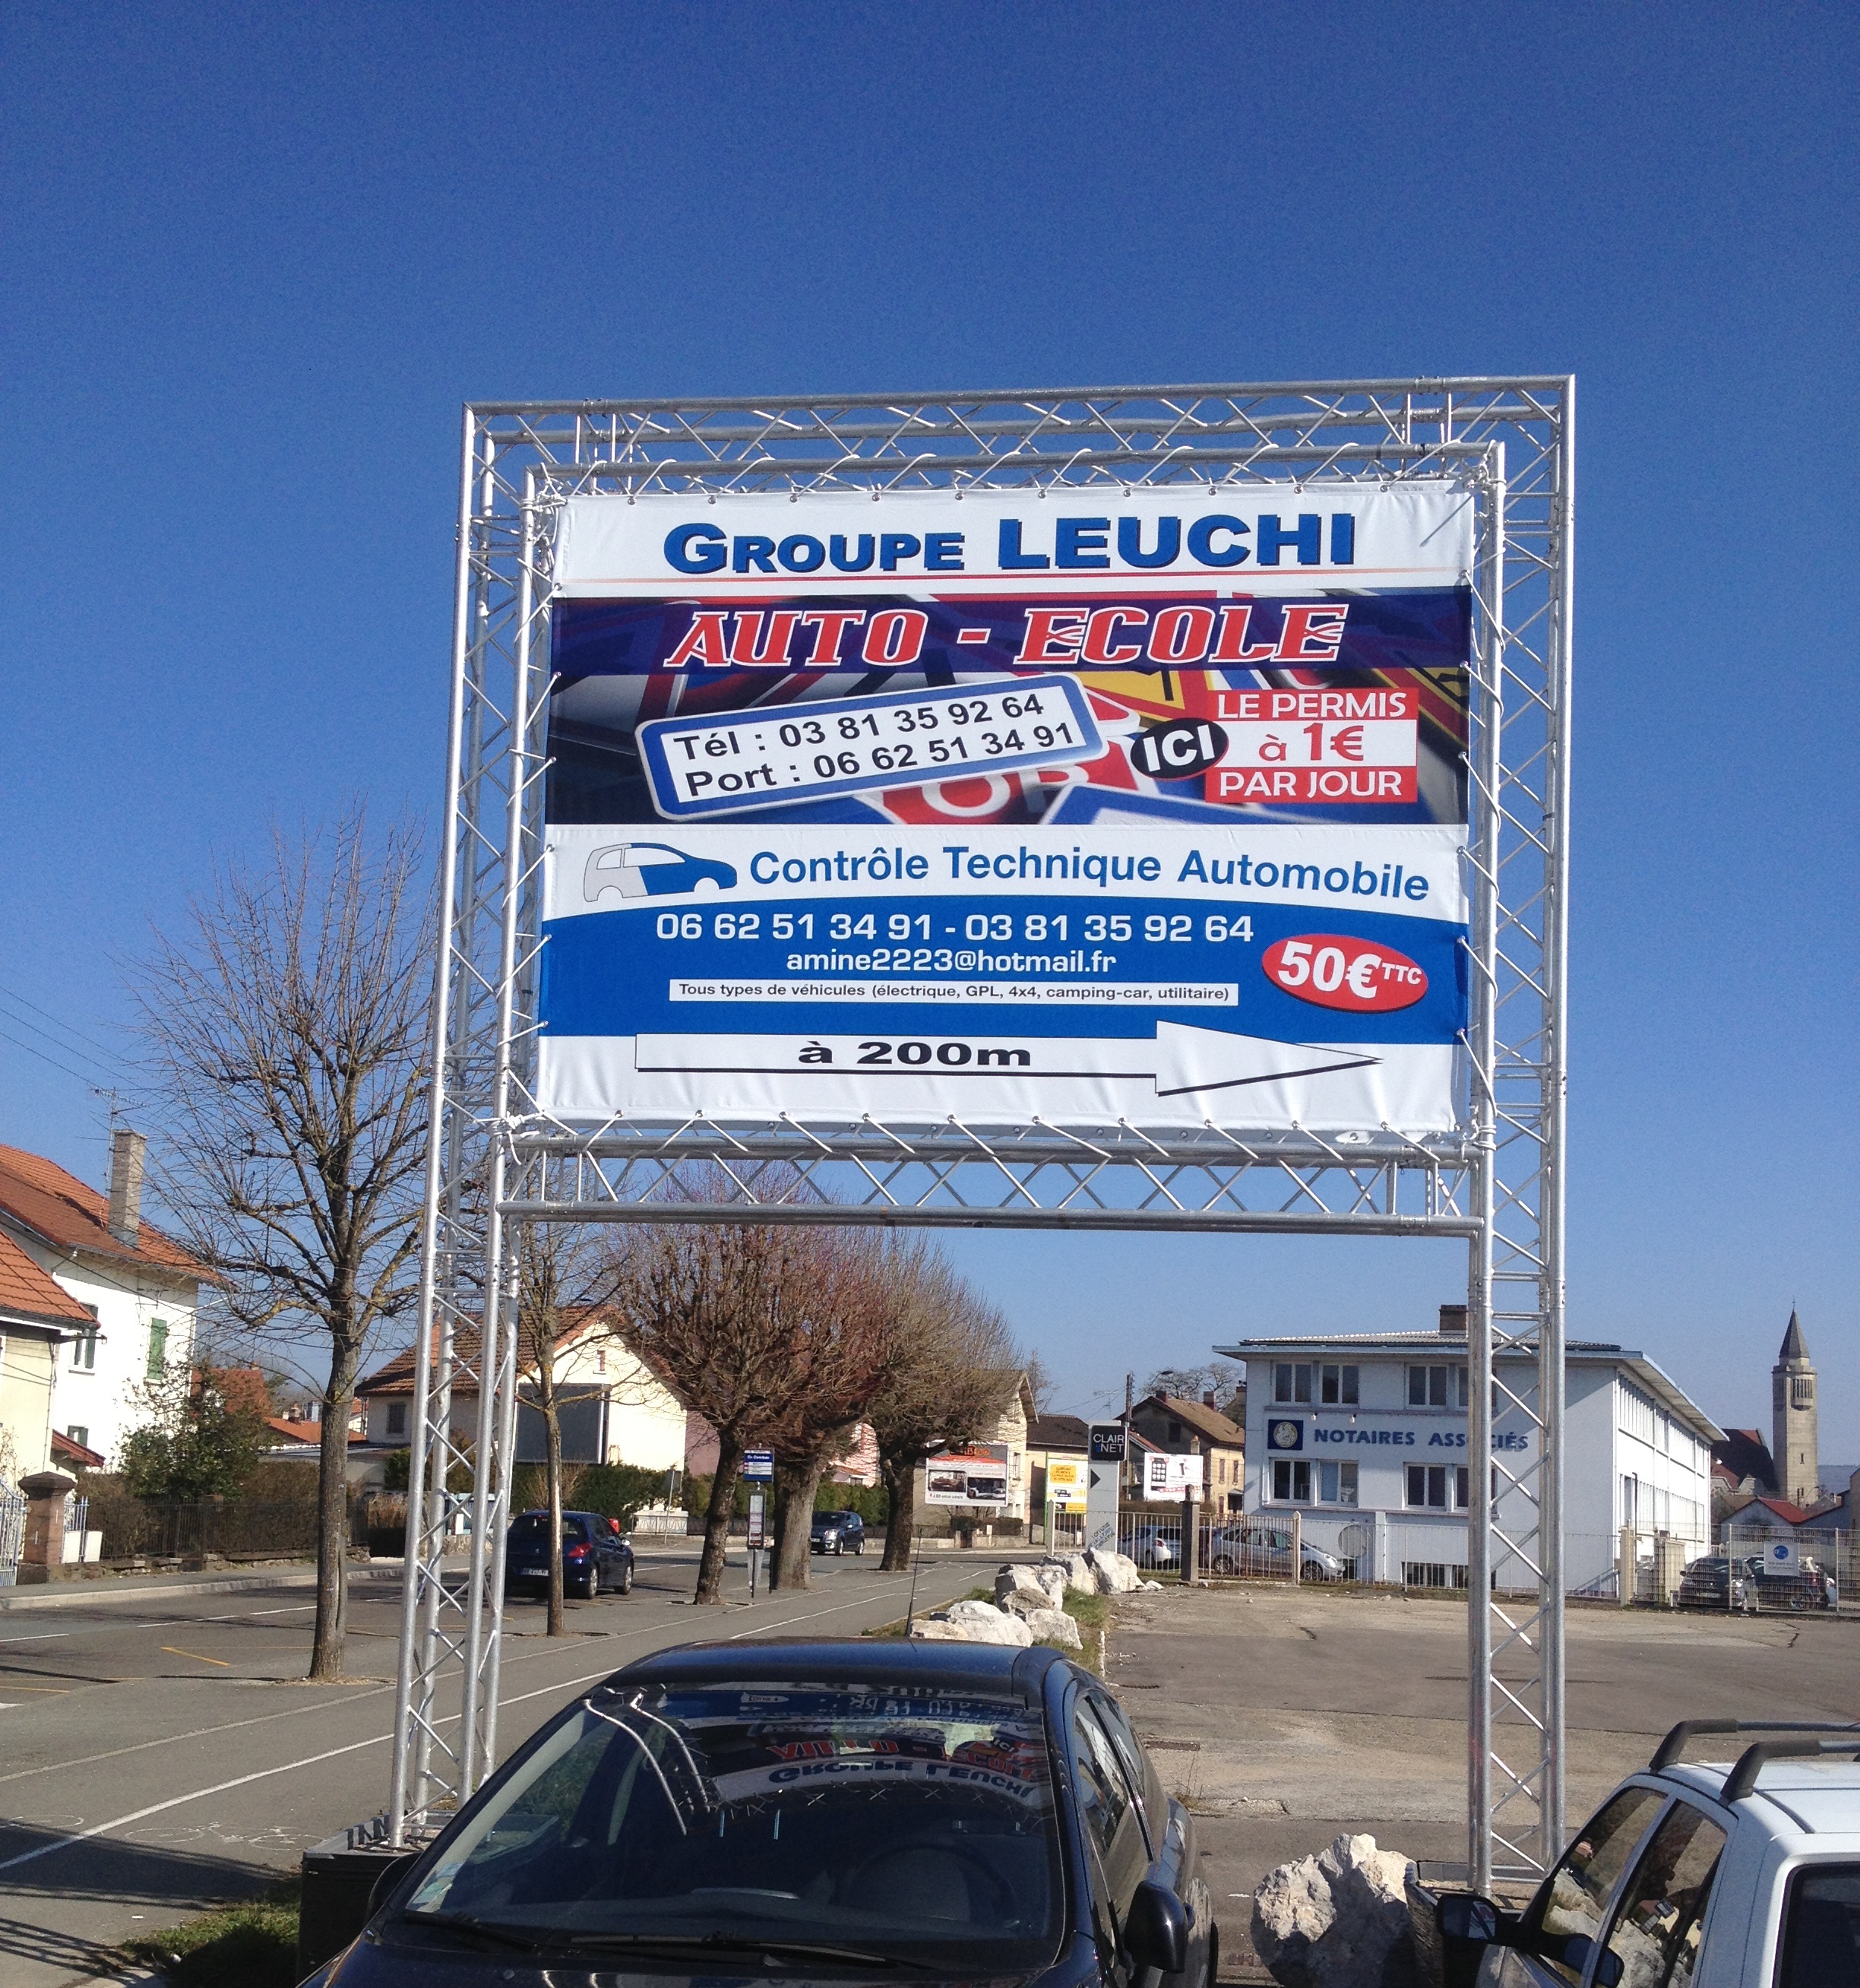 GROUPE LEUCHI
AUTO - ECOLE
Tél : 03 81 35 92 64
Port : 06 62 51 34 91
ICI
LE PERMIS
à 1€
PAR JOUR
Contrôle Technique Automobile
06 62 51 34 91 - 03 81 35 92 64
amine2223@hotmail.fr
50€ TTC
Tous types de véhicules (électrique, GPL, 4x4, camping-car, utilitaire)
à 200m
CLAIR
NET
NOTAIRES ASSOCIÉS